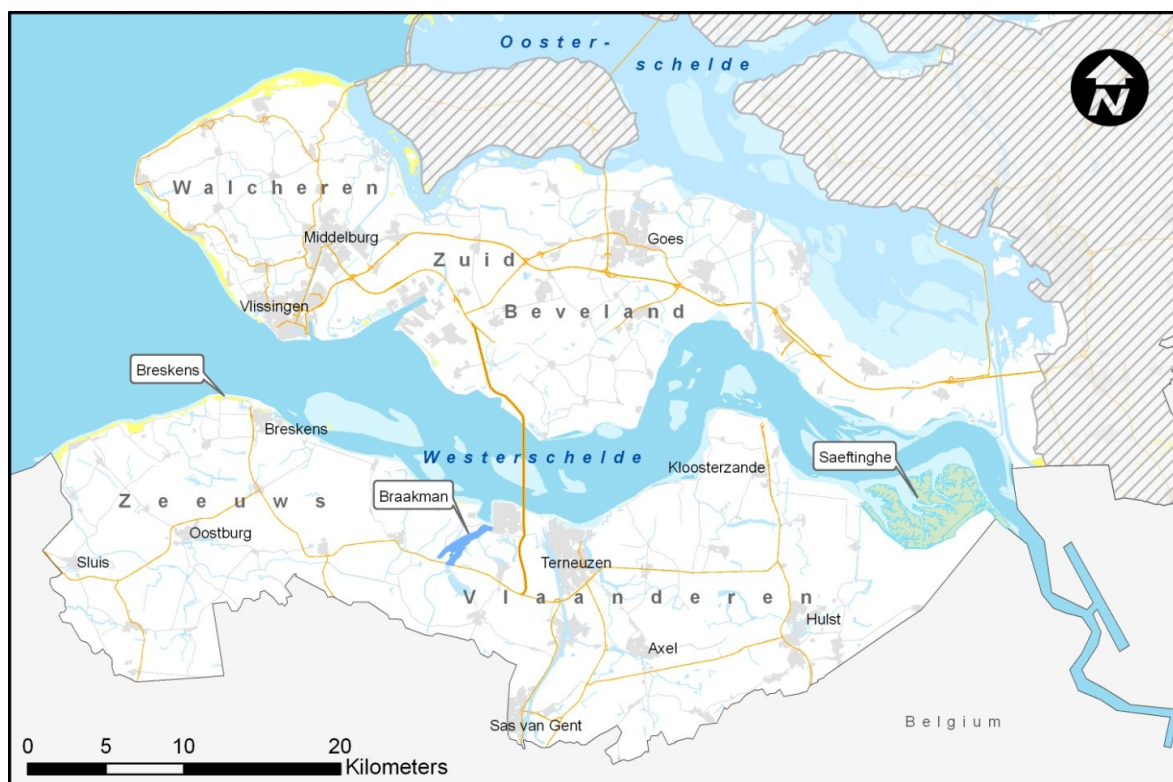 Ooster-
schelde
N
Walcheren
Middelburg
Goes
Zuid
Vlissingen
Beveland
Breskens
Breskens
Westerschelde
Kloosterzande
Saeftinghe
Zeeuws
Braakman
Oostburg
Sluis
Terneuzen
Vlaanderen
Hulst
Axel
Sas van Gent
Belgium
0 5 10 20
Kilometers